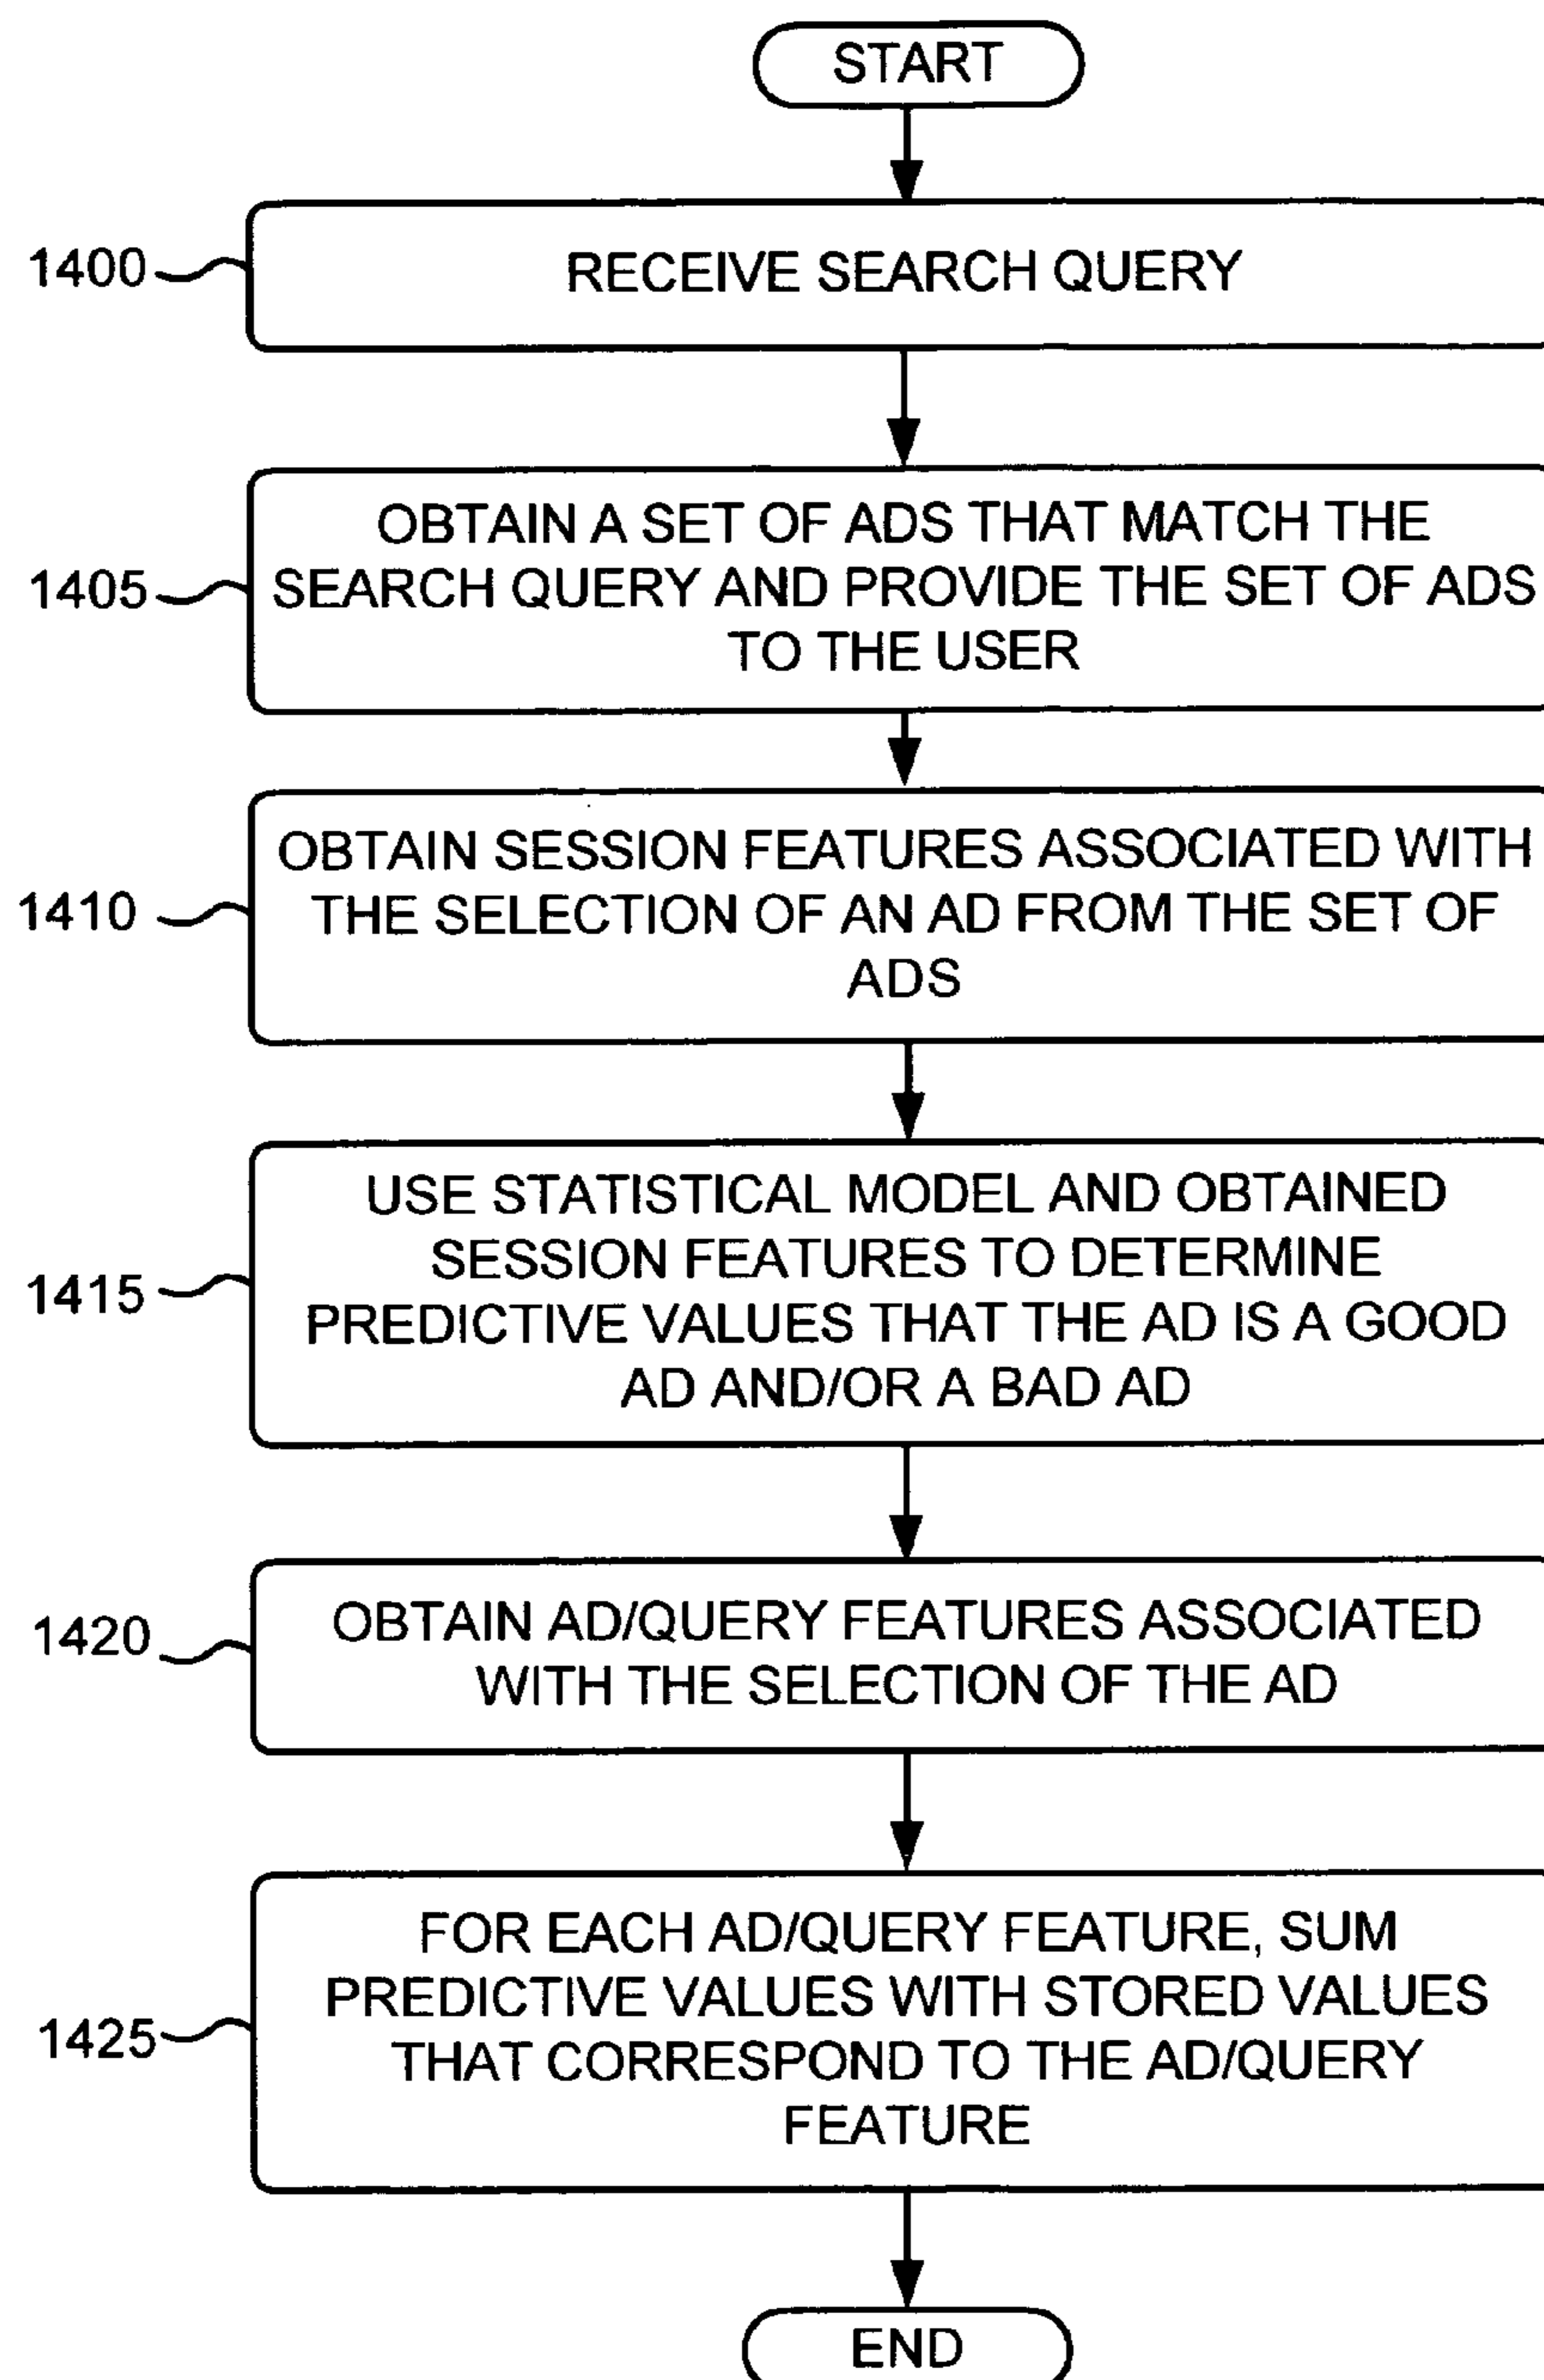 START
1400
RECEIVE SEARCH QUERY
1405
OBTAIN A SET OF ADS THAT MATCH THE
SEARCH QUERY AND PROVIDE THE SET OF ADS
TO THE USER
1410
OBTAIN SESSION FEATURES ASSOCIATED WITH
THE SELECTION OF AN AD FROM THE SET OF
ADS
1415
USE STATISTICAL MODEL AND OBTAINED
SESSION FEATURES TO DETERMINE
PREDICTIVE VALUES THAT THE AD IS A GOOD
AD AND/OR A BAD AD
1420
OBTAIN AD/QUERY FEATURES ASSOCIATED
WITH THE SELECTION OF THE AD
1425
FOR EACH AD/QUERY FEATURE, SUM
PREDICTIVE VALUES WITH STORED VALUES
THAT CORRESPOND TO THE AD/QUERY
FEATURE
END